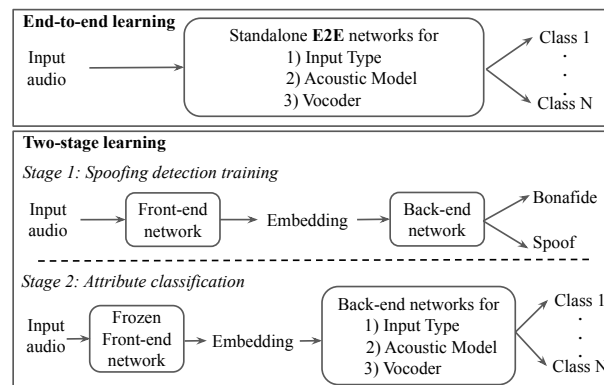 End-to-end learning
Input
audio
Standalone E2E networks for
1) Input Type
2) Acoustic Model
3) Vocoder
Class 1
.
.
.
Class N
Two-stage learning
Stage 1: Spoofing detection training
Input
audio
Front-end
network
Embedding
Back-end
network
Bonafide
Spoof
Stage 2: Attribute classification
Input
audio
Frozen
Front-end
network
Embedding
Back-end networks for
1) Input Type
2) Acoustic Model
3) Vocoder
Class 1
.
.
.
Class N